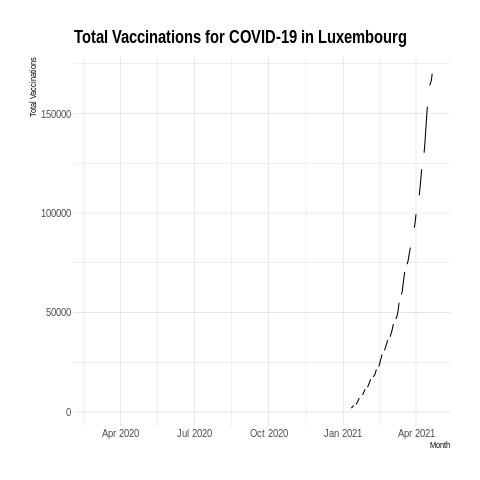 Total Vaccinations for COVID-19 in Luxembourg
Total Vaccinations
150000
100000
50000
0
Apr 2020 Jul 2020 Oct 2020 Jan 2021 Apr 2021
Month